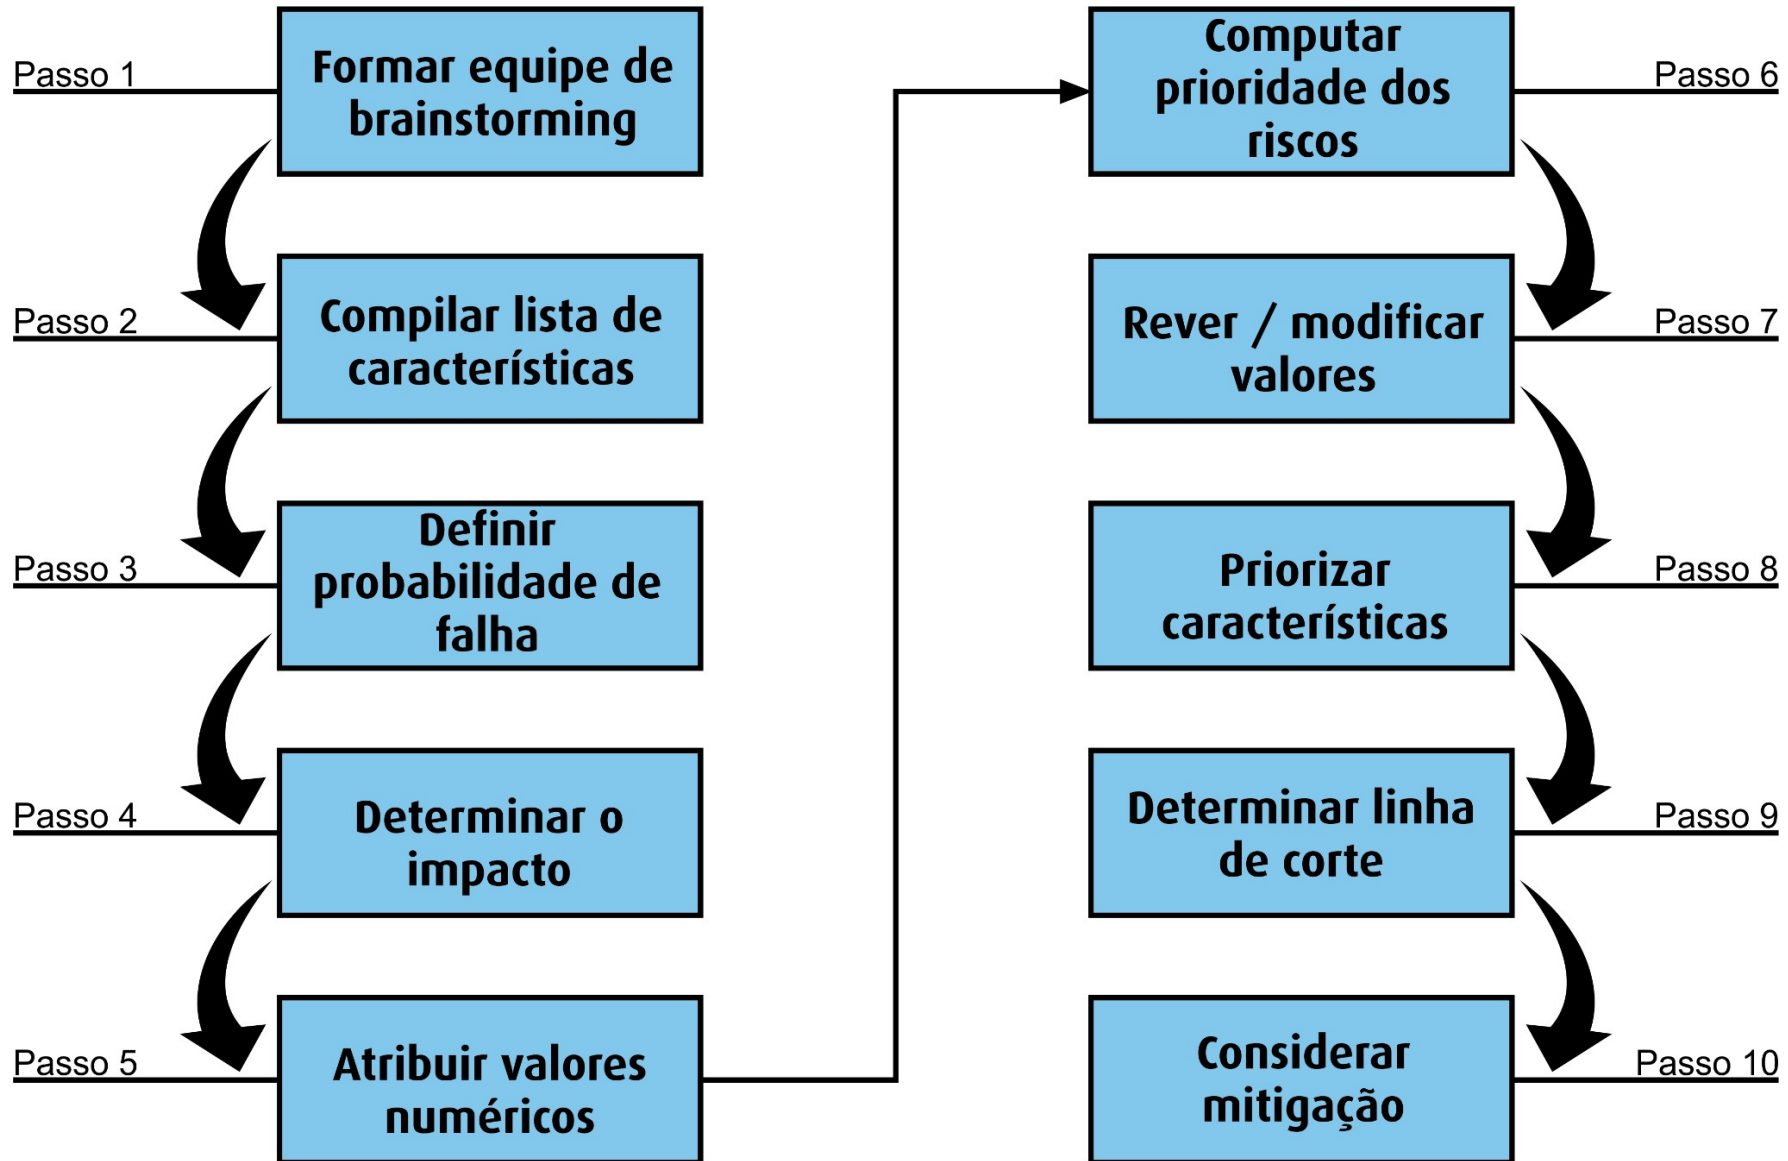 Passo 1
Formar equipe de
brainstorming
Passo 2
Compilar lista de
características
Passo 3
Definir
probabilidade de
falha
Passo 4
Determinar o
impacto
Passo 5
Atribuir valores
numéricos
Computar
prioridade dos
riscos
Passo 6
Rever / modificar
valores
Passo 7
Priorizar
características
Passo 8
Determinar linha
de corte
Passo 9
Considerar
mitigação
Passo 10